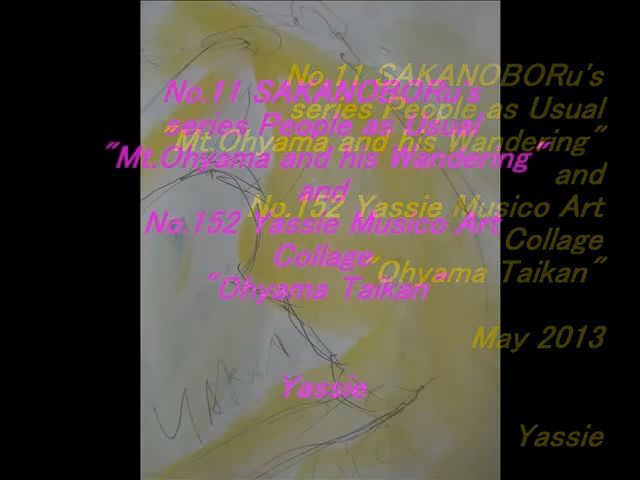 No.11 SAKANOBORu's
series People as Usual
"Mt.Ohyama and his Wandering"
and
No.152 Yassie Musico Art
Collage
"Ohyama Taikan"
Yassie
No.11 SAKANOBORu's
series People as Usual
"Mt.Ohyama and his Wandering"
and
No.152 Yassie Musico Art
Collage
"Ohyama Taikan"
May 2013
Yassie